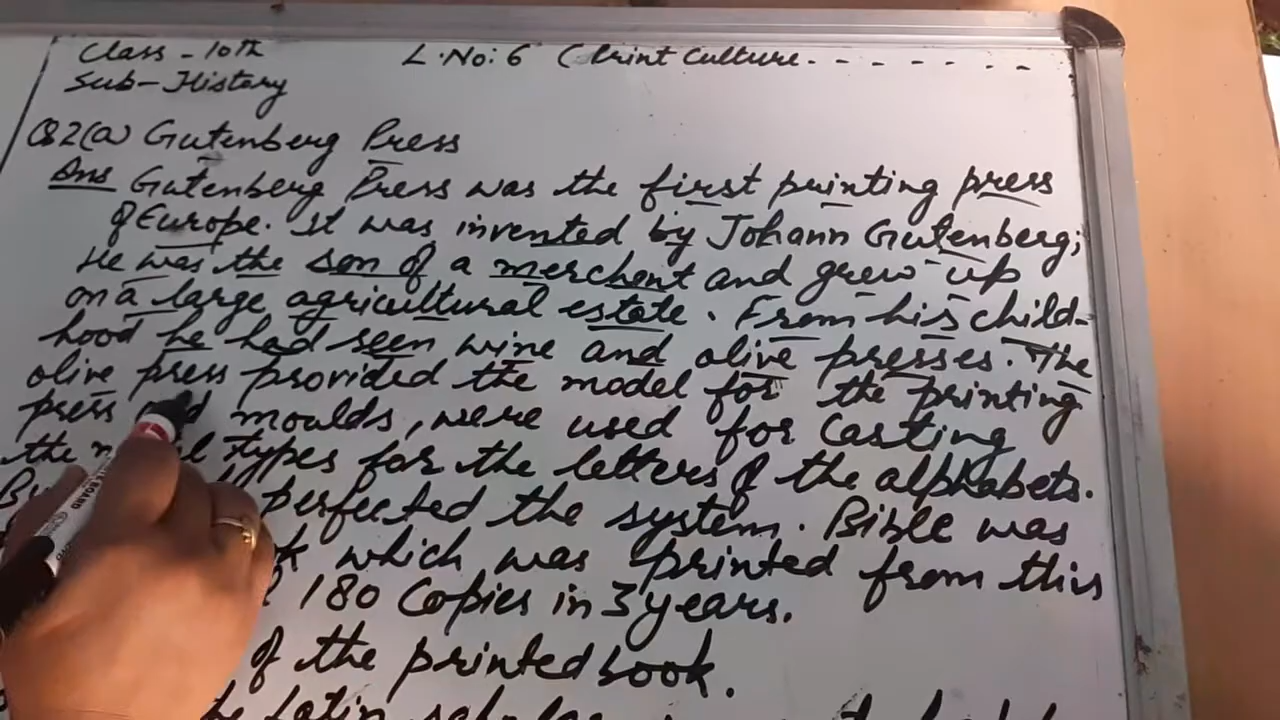 Class - 10th L.No: 6 (Print Culture. - - - - - - -
Sub - History
Q2(a) Gutenberg Press
Ans Gutenberg Press was the first printing press
of Europe. It was invented by Johann Gutenberg;
He was the son of a merchant and grew up
on a large agricultural estate. From his child-
hood he had seen wine and olive presses. The
olive press provided the model for the printing
press moulds, were used for Casting
the types for the letters of the alphabets.
perfected the system. Bible was
which was printed from this
180 Copies in 3 years.
of the printed book.
Latin